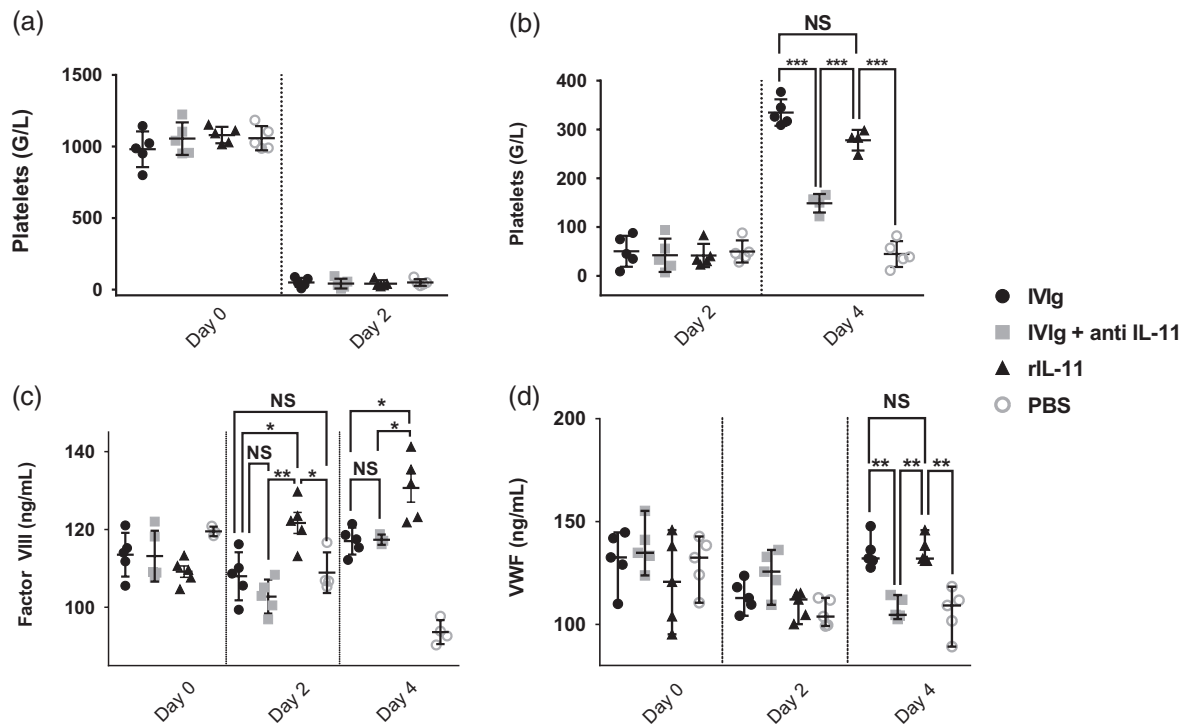 (a)
Platelets (G/L)
1500
1000
500
0
Day 0
Day 2
(b)
Platelets (G/L)
400
300
200
100
0
NS
*** *** ***
Day 2
Day 4
IVIg
IVIg + anti IL-11
rIL-11
PBS
(c)
Factor VIII (ng/mL)
140
120
100
NS
*
NS
** *
*
*
NS
Day 0
Day 2
Day 4
(d)
VWF (ng/mL)
200
150
100
NS
** ** **
Day 0
Day 2
Day 4